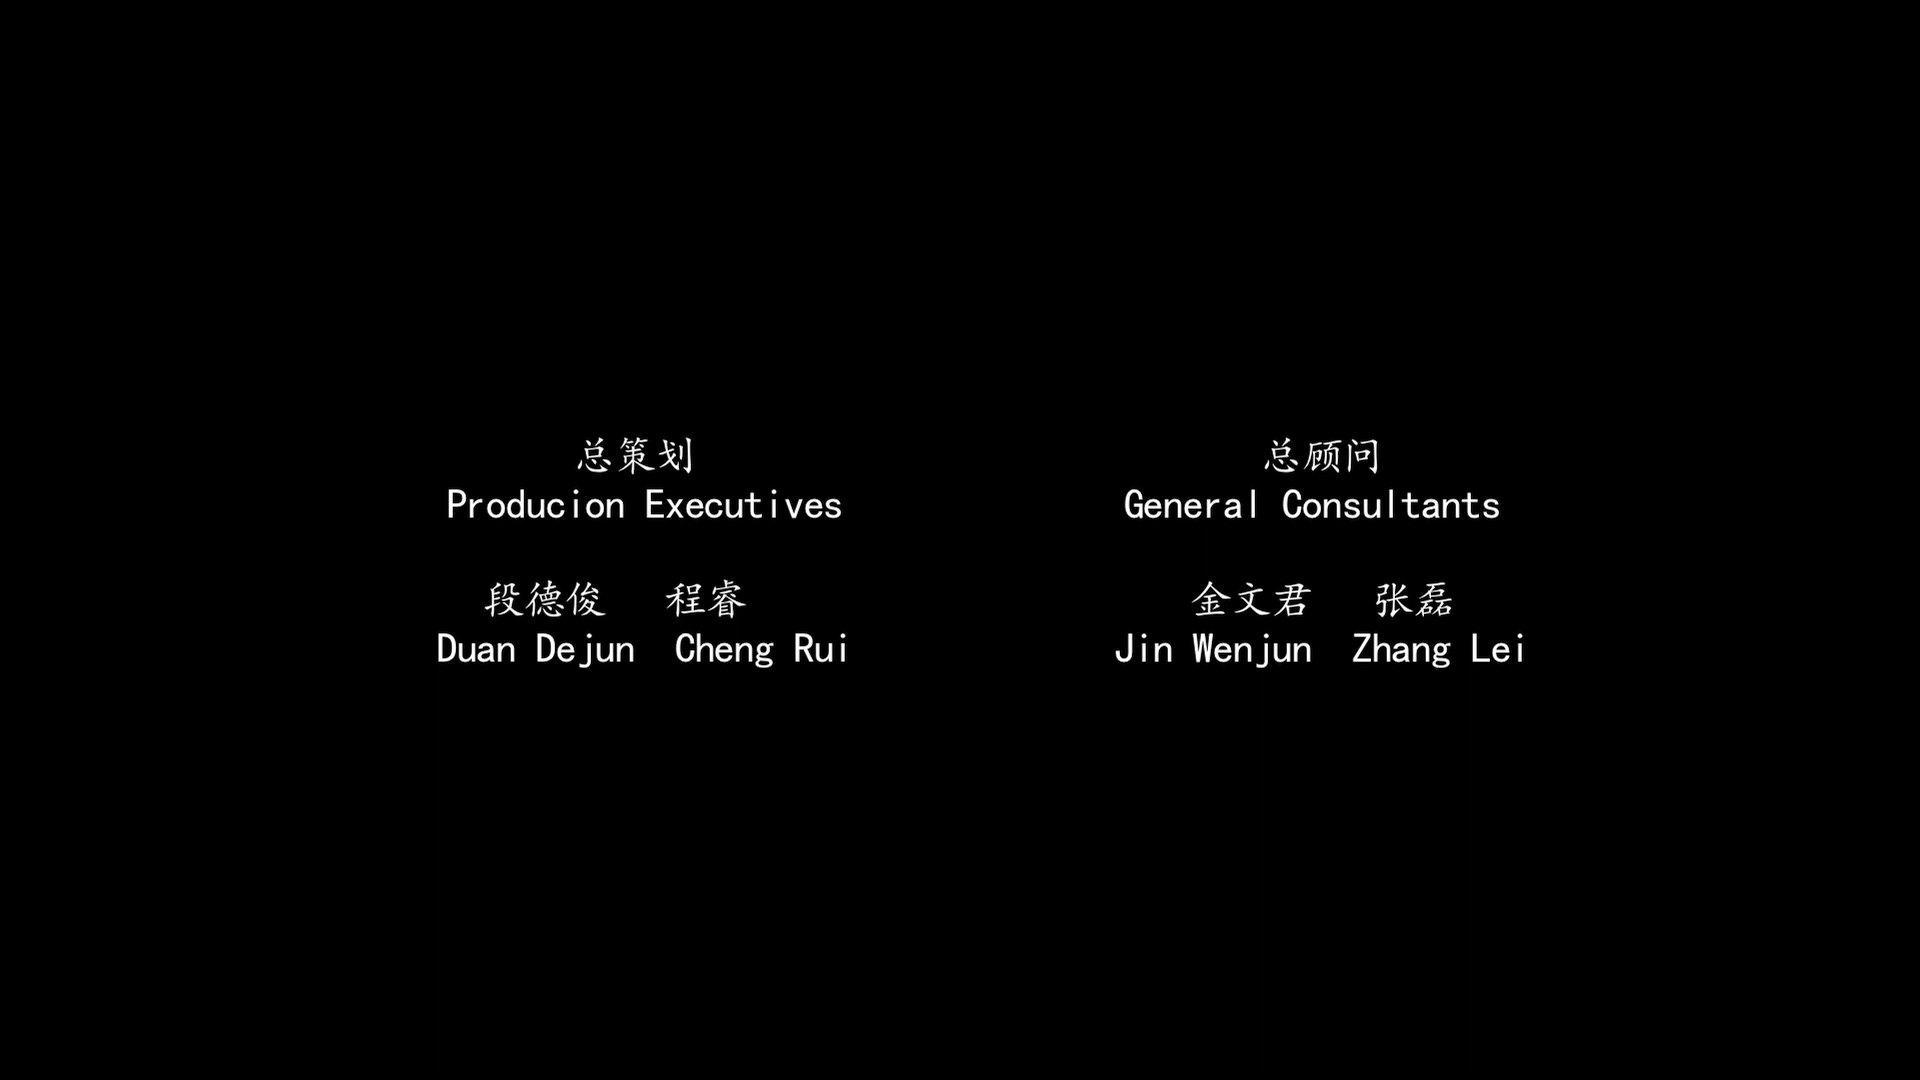 总策划
Producion Executives
段德俊 程睿
Duan Dejun Cheng Rui
总顾问
General Consultants
金文君 张磊
Jin Wenjun Zhang Lei